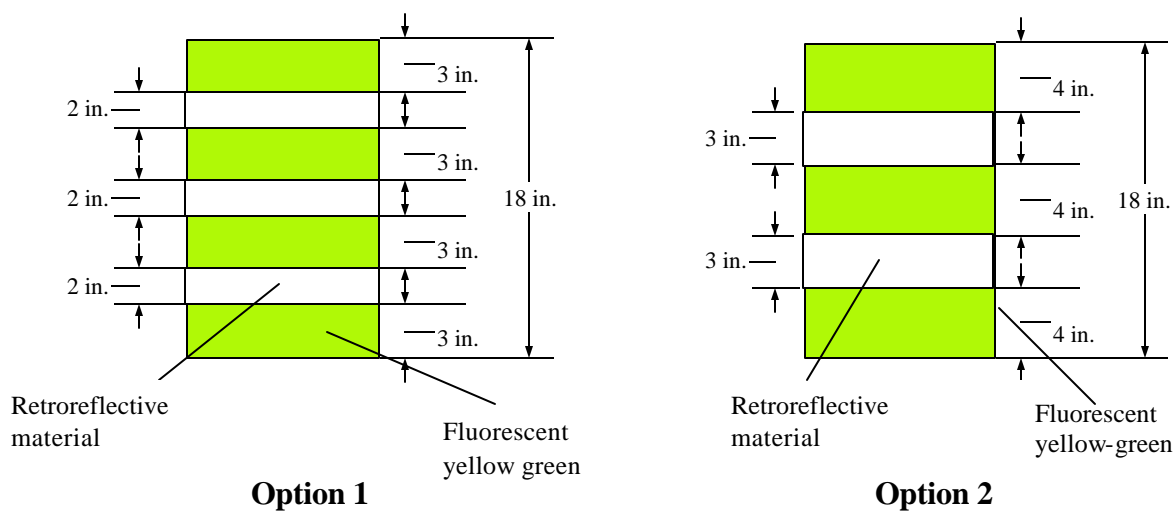 3 in.
2 in.
3 in.
2 in.
18 in.
3 in.
2 in.
3 in.
Retroreflective
material
Fluorescent
yellow green
Option 1
4 in.
3 in.
4 in.
18 in.
3 in.
4 in.
Retroreflective
material
Fluorescent
yellow-green
Option 2